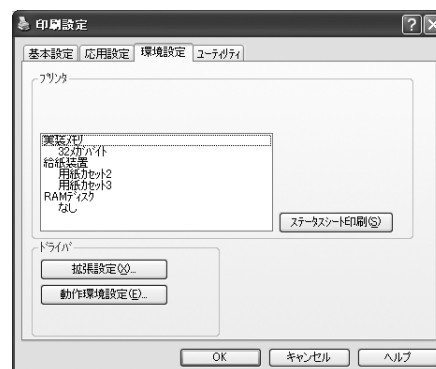 印刷設定
基本設定 応用設定 環境設定 ユーティリティ
プリンタ
実装メモリ
32メガバイト
給紙装置
用紙カセット2
用紙カセット3
RAMディスク
なし
ステータスシート印刷(S)
ドライバ
拡張設定(X)...
動作環境設定(E)...
OK キャンセル ヘルプ